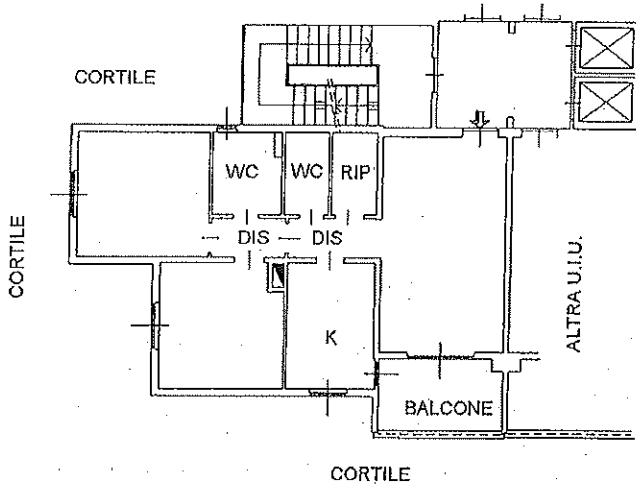 CORTILE
WC
WC
RIP
DIS
DIS
CORTILE
ALTRA U.I.U.
K
BALCONE
CORTILE